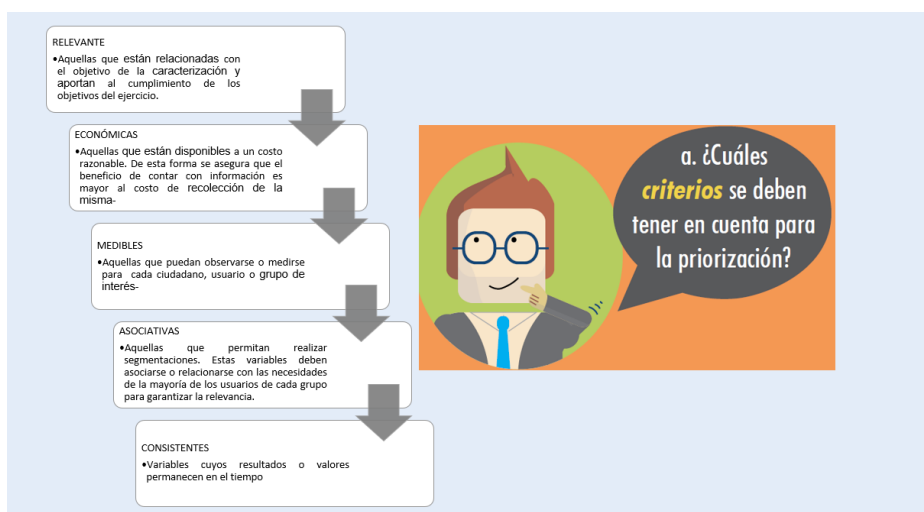 RELEVANTE
•Aquellas que están relacionadas con
el objetivo de la caracterización y
aportan al cumplimiento de los
objetivos del ejercicio.
ECONÓMICAS
•Aquellas que están disponibles a un costo
razonable. De esta forma se asegura que el
beneficio de contar con información es
mayor al costo de recolección de la
misma-
MEDIBLES
•Aquellas que puedan observarse o medirse
para cada ciudadano, usuario o grupo de
interés-
ASOCIATIVAS
•Aquellas que permitan realizar
segmentaciones. Estas variables deben
asociarse o relacionarse con las necesidades
de la mayoría de los usuarios de cada grupo
para garantizar la relevancia.
CONSISTENTES
•Variables cuyos resultados o valores
permanecen en el tiempo
a. ¿Cuáles
criterios se deben
tener en cuenta para
la priorización?